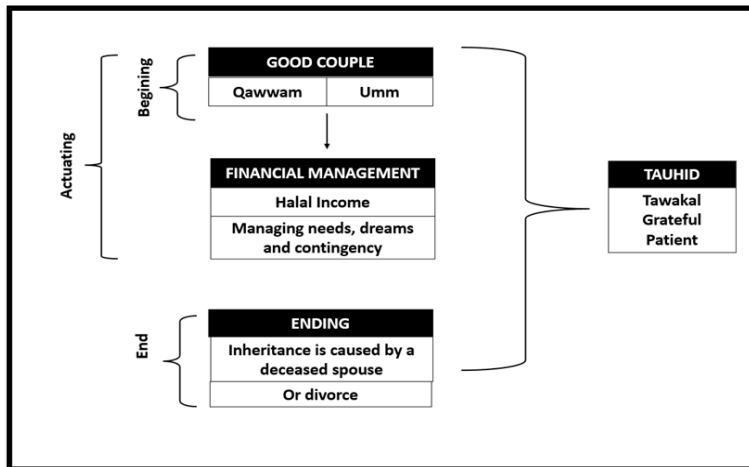 Actuating
Begining
GOOD COUPLE
Qawwam
Umm
FINANCIAL MANAGEMENT
Halal Income
Managing needs, dreams
and contingency
End
ENDING
Inheritance is caused by a
deceased spouse
Or divorce
TAUHID
Tawakal
Grateful
Patient